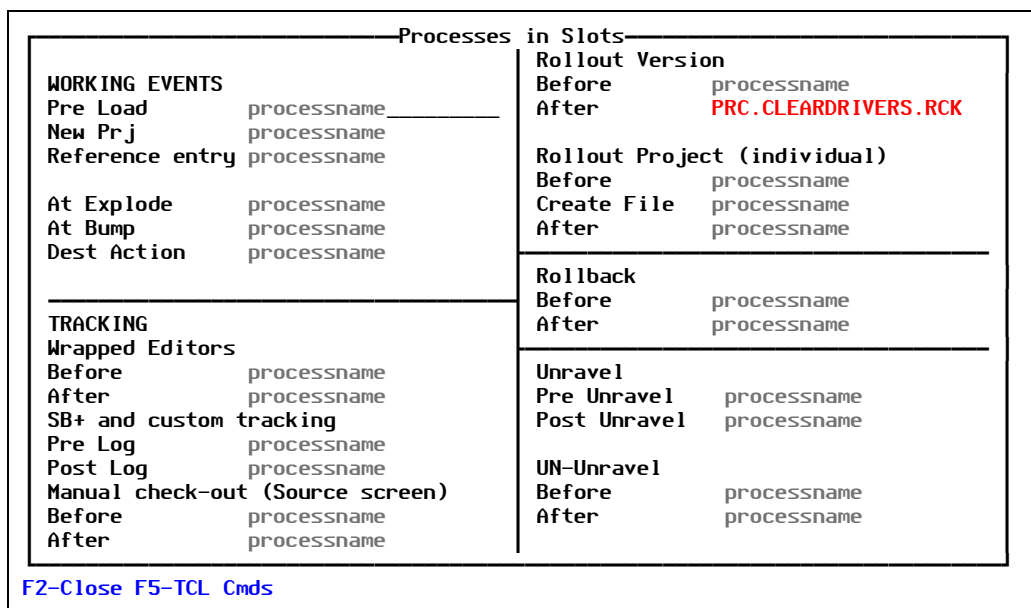 Processes in Slots
WORKING EVENTS
Pre Load processname_________
New Prj processname
Reference entry processname
At Explode processname
At Bump processname
Dest Action processname
TRACKING
Wrapped Editors
Before processname
After processname
SB+ and custom tracking
Pre Log processname
Post Log processname
Manual check-out (Source screen)
Before processname
After processname
Rollout Version
Before processname
After PRC.CLEARDRIVERS.RCK
Rollout Project (individual)
Before processname
Create File processname
After processname
Rollback
Before processname
After processname
Unravel
Pre Unravel processname
Post Unravel processname
UN-Unravel
Before processname
After processname
F2-Close F5-TCL Cmds